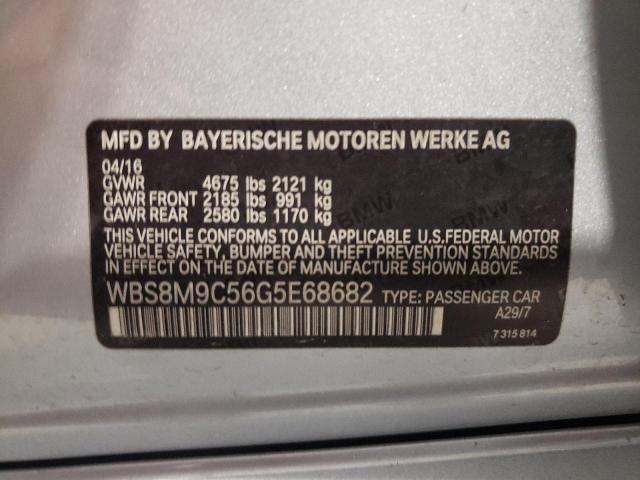 MFD BY BAYERISCHE MOTOREN WERKE AG
04/16
GVWR 4675 lbs 2121 kg
GAWR FRONT 2185 lbs 991 kg
GAWR REAR 2580 lbs 1170 kg
THIS VEHICLE CONFORMS TO ALL APPLICABLE U.S.FEDERAL MOTOR
VEHICLE SAFETY, BUMPER AND THEFT PREVENTION STANDARDS
IN EFFECT ON THE DATE OF MANUFACTURE SHOWN ABOVE.
WBS8M9C56G5E68682 TYPE: PASSENGER CAR
A29/7
7 315 814